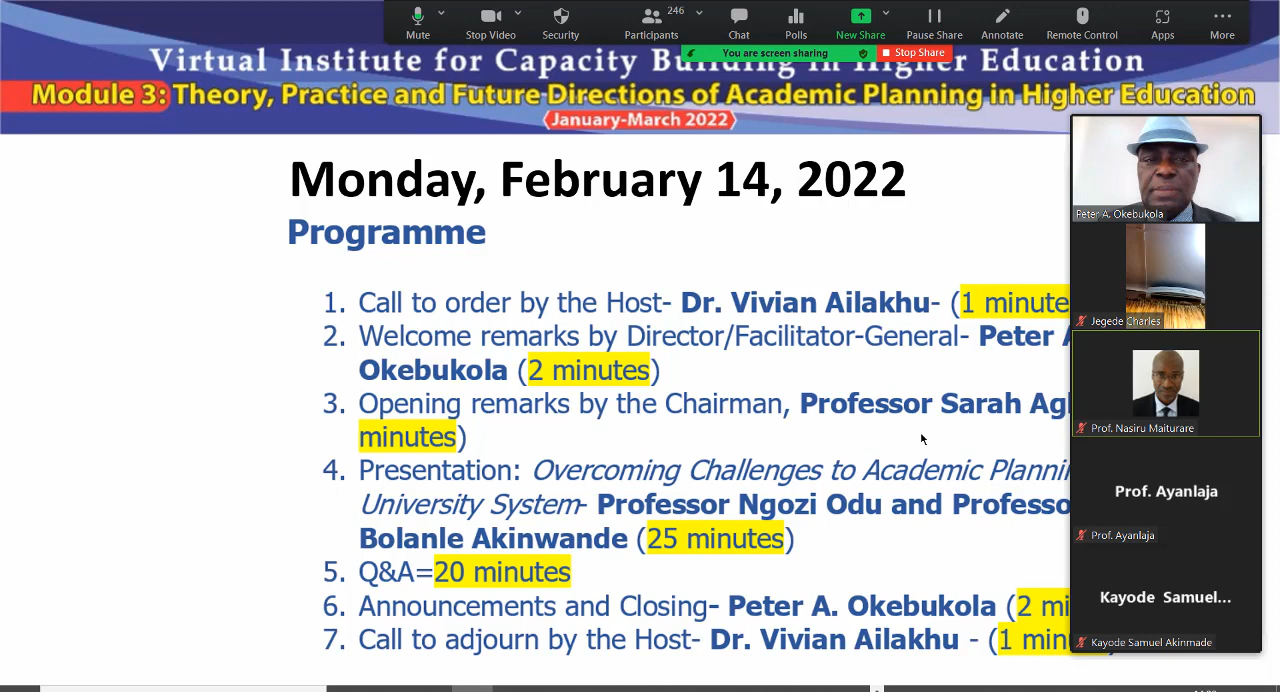 246
Mute
Stop Video
Security
Participants
Chat
Polls
New Share
Pause Share
Annotate
Remote Control
Apps
More
You are screen sharing
Stop Share
Virtual Institute for Capacity Building in Higher Education
Module 3: Theory, Practice and Future Directions of Academic Planning in Higher Education
January-March 2022
Monday, February 14, 2022
Programme
1. Call to order by the Host- Dr. Vivian Ailakhu- (1 minute
2. Welcome remarks by Director/Facilitator-General- Peter
Okebukola (2 minutes)
3. Opening remarks by the Chairman, Professor Sarah
minutes)
4. Presentation: Overcoming Challenges to Academic
University System- Professor Ngozi Odu and
Bolanle Akinwande (25 minutes)
5. Q&A=20 minutes
6. Announcements and Closing- Peter A. Okebukola (2
7. Call to adjourn by the Host- Dr. Vivian Ailakhu - (1
Peter A. Okebukola
Jegede Charles
Prof. Nasiru Maiturare
Prof. Ayanlaja
Prof. Ayanlaja
Kayode Samuel...
Kayode Samuel Akinmade